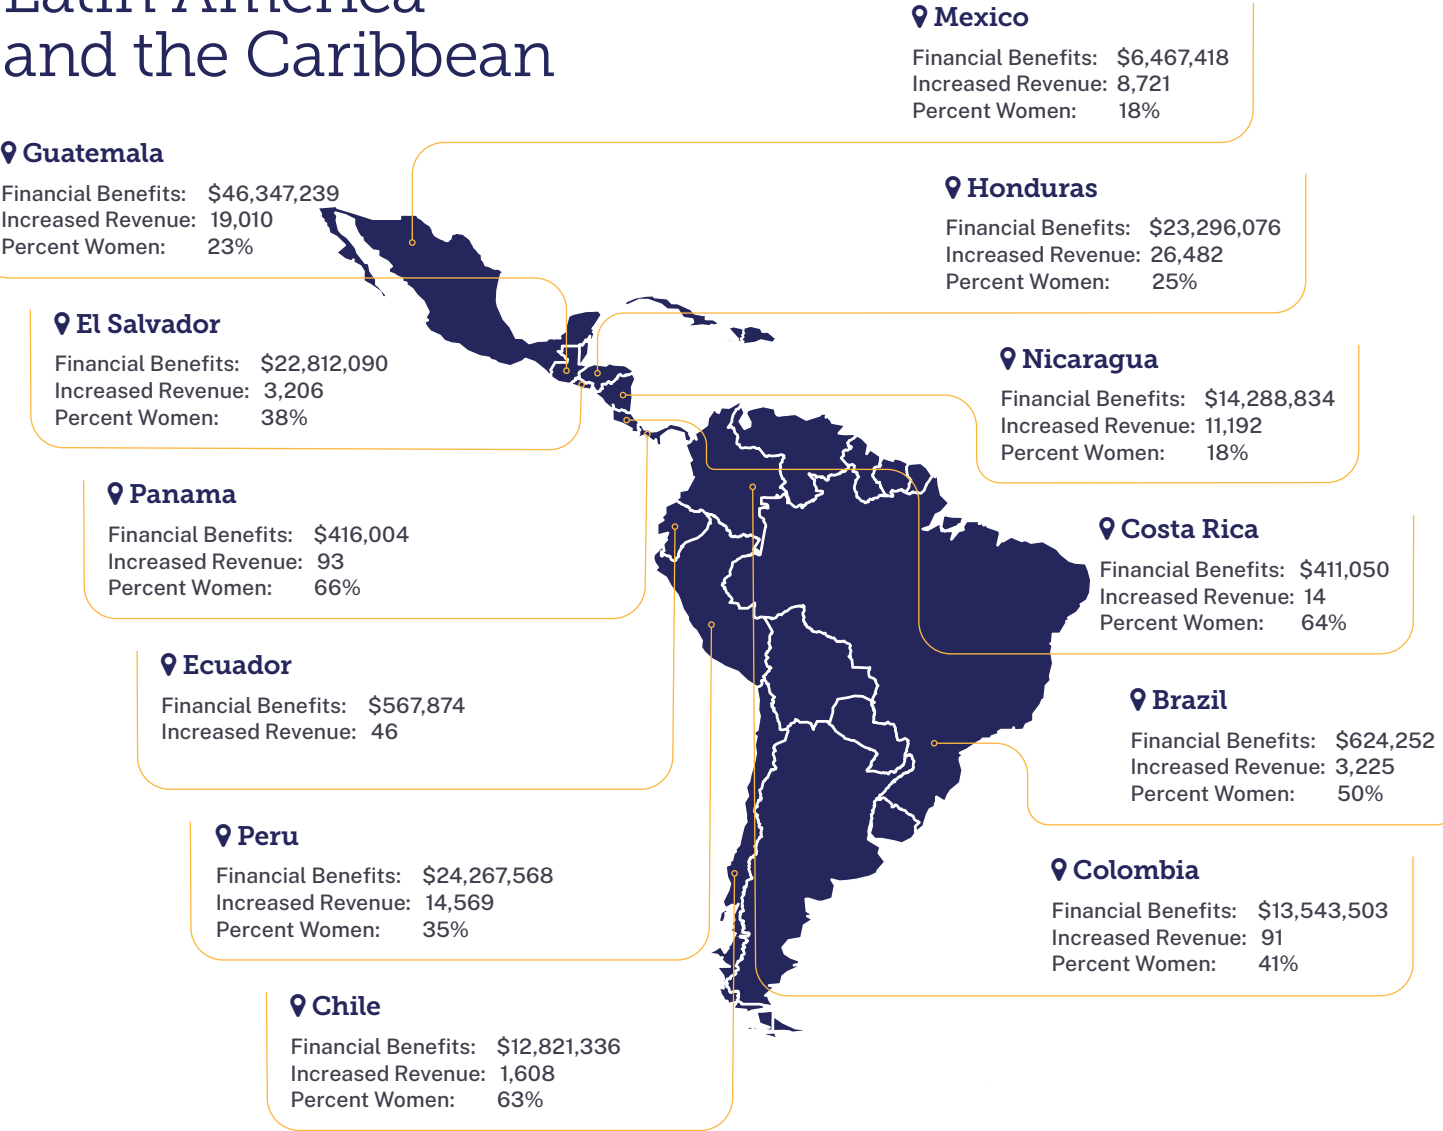 Latin America
and the Caribbean
Mexico
Financial Benefits: $6,467,418
Increased Revenue: 8,721
Percent Women: 18%
Guatemala
Financial Benefits: $46,347,239
Increased Revenue: 19,010
Percent Women: 23%
Honduras
Financial Benefits: $23,296,076
Increased Revenue: 26,482
Percent Women: 25%
El Salvador
Financial Benefits: $22,812,090
Increased Revenue: 3,206
Percent Women: 38%
Nicaragua
Financial Benefits: $14,288,834
Increased Revenue: 11,192
Percent Women: 18%
Panama
Financial Benefits: $416,004
Increased Revenue: 93
Percent Women: 66%
Costa Rica
Financial Benefits: $411,050
Increased Revenue: 14
Percent Women: 64%
Ecuador
Financial Benefits: $567,874
Increased Revenue: 46
Brazil
Financial Benefits: $624,252
Increased Revenue: 3,225
Percent Women: 50%
Peru
Financial Benefits: $24,267,568
Increased Revenue: 14,569
Percent Women: 35%
Colombia
Financial Benefits: $13,543,503
Increased Revenue: 91
Percent Women: 41%
Chile
Financial Benefits: $12,821,336
Increased Revenue: 1,608
Percent Women: 63%